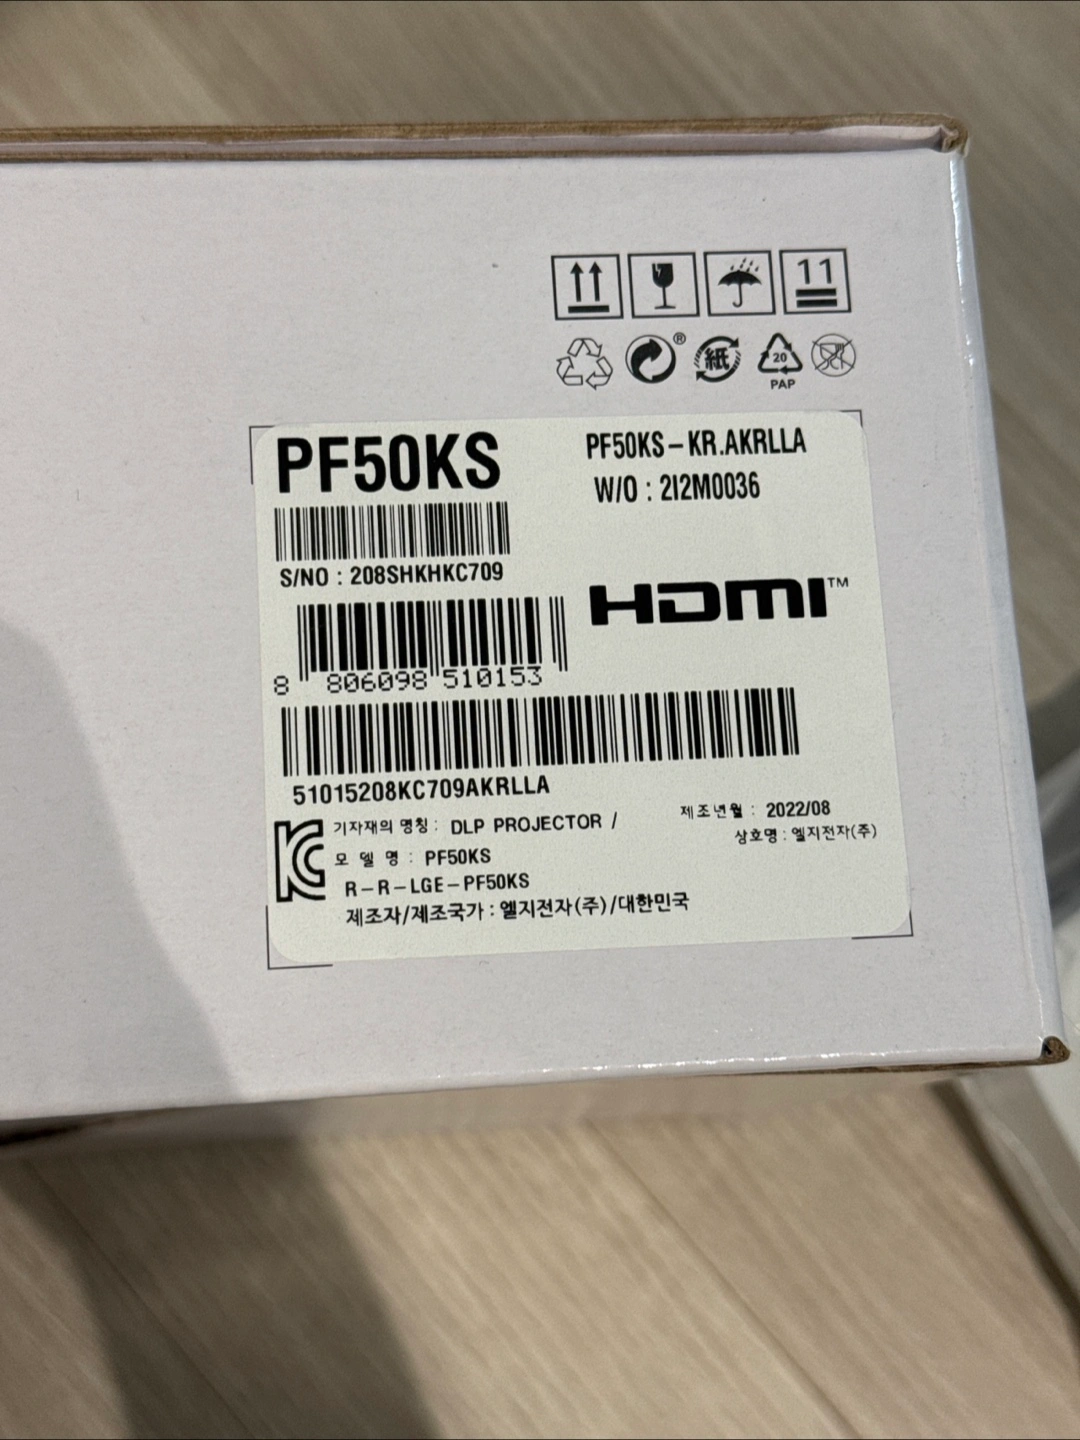 11
®
紙
20
PAP
PF50KS
PF50KS-KR.AKRLLA
W/O : 2I2M0036
S/NO : 208SHKHKC709
HDMI™
8 806098 510153
51015208KC709AKRLLA
기자재의 명칭 : DLP PROJECTOR /
제조년월 : 2022/08
모 델 명 : PF50KS
상호명 : 엘지전자(주)
R-R-LGE-PF50KS
제조자/제조국가 : 엘지전자(주)/대한민국